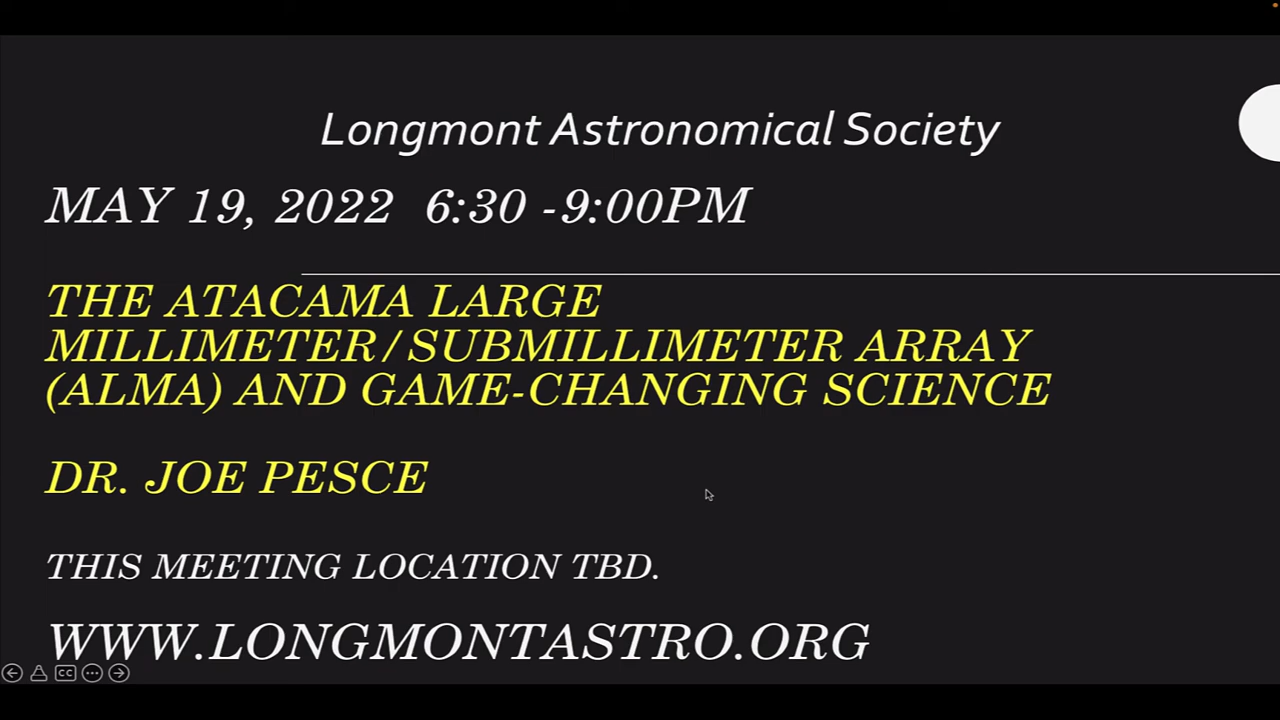 Longmont Astronomical Society
MAY 19, 2022 6:30 -9:00PM
THE ATACAMA LARGE
MILLIMETER/SUBMILLIMETER ARRAY
(ALMA) AND GAME-CHANGING SCIENCE
DR. JOE PESCE
THIS MEETING LOCATION TBD.
WWW.LONGMONTASTRO.ORG
CC